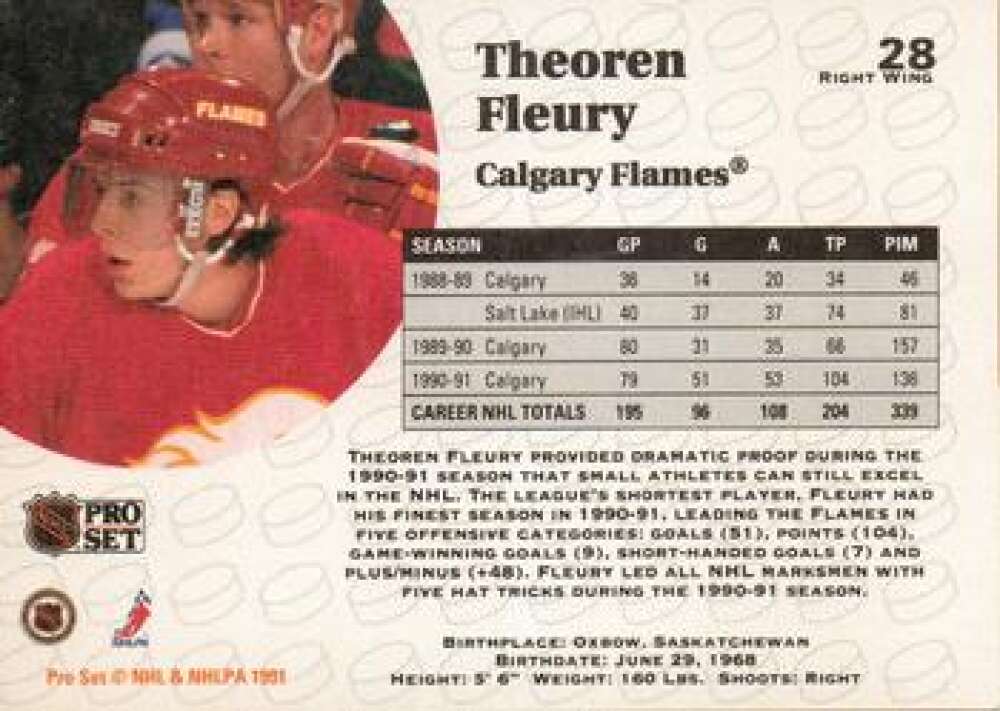 Theoren
Fleury
Calgary Flames®
28
RIGHT WING
FLAMES
SEASON GP G A TP PIM
1988-89 Calgary 36 14 20 34 46
Salt Lake (IHL) 40 37 37 74 81
1989-90 Calgary 80 31 35 66 157
1990-91 Calgary 79 51 53 104 136
CAREER NHL TOTALS 195 96 108 204 339
THEOREN FLEURY PROVIDED DRAMATIC PROOF DURING THE
1990-91 SEASON THAT SMALL ATHLETES CAN STILL EXCEL
IN THE NHL. THE LEAGUE'S SHORTEST PLAYER, FLEURY HAD
HIS FINEST SEASON IN 1990-91, LEADING THE FLAMES IN
FIVE OFFENSIVE CATEGORIES: GOALS (51), POINTS (104),
GAME-WINNING GOALS (9), SHORT-HANDED GOALS (7) AND
PLUS/MINUS (+48). FLEURY LED ALL NHL MARKSMEN WITH
FIVE HAT TRICKS DURING THE 1990-91 SEASON.
PRO
SET
NHLPA
BIRTHPLACE: OXBOW, SASKATCHEWAN
BIRTHDATE: JUNE 29, 1968
HEIGHT: 5' 6" WEIGHT: 160 LBS. SHOOTS: RIGHT
Pro Set © NHL & NHLPA 1991